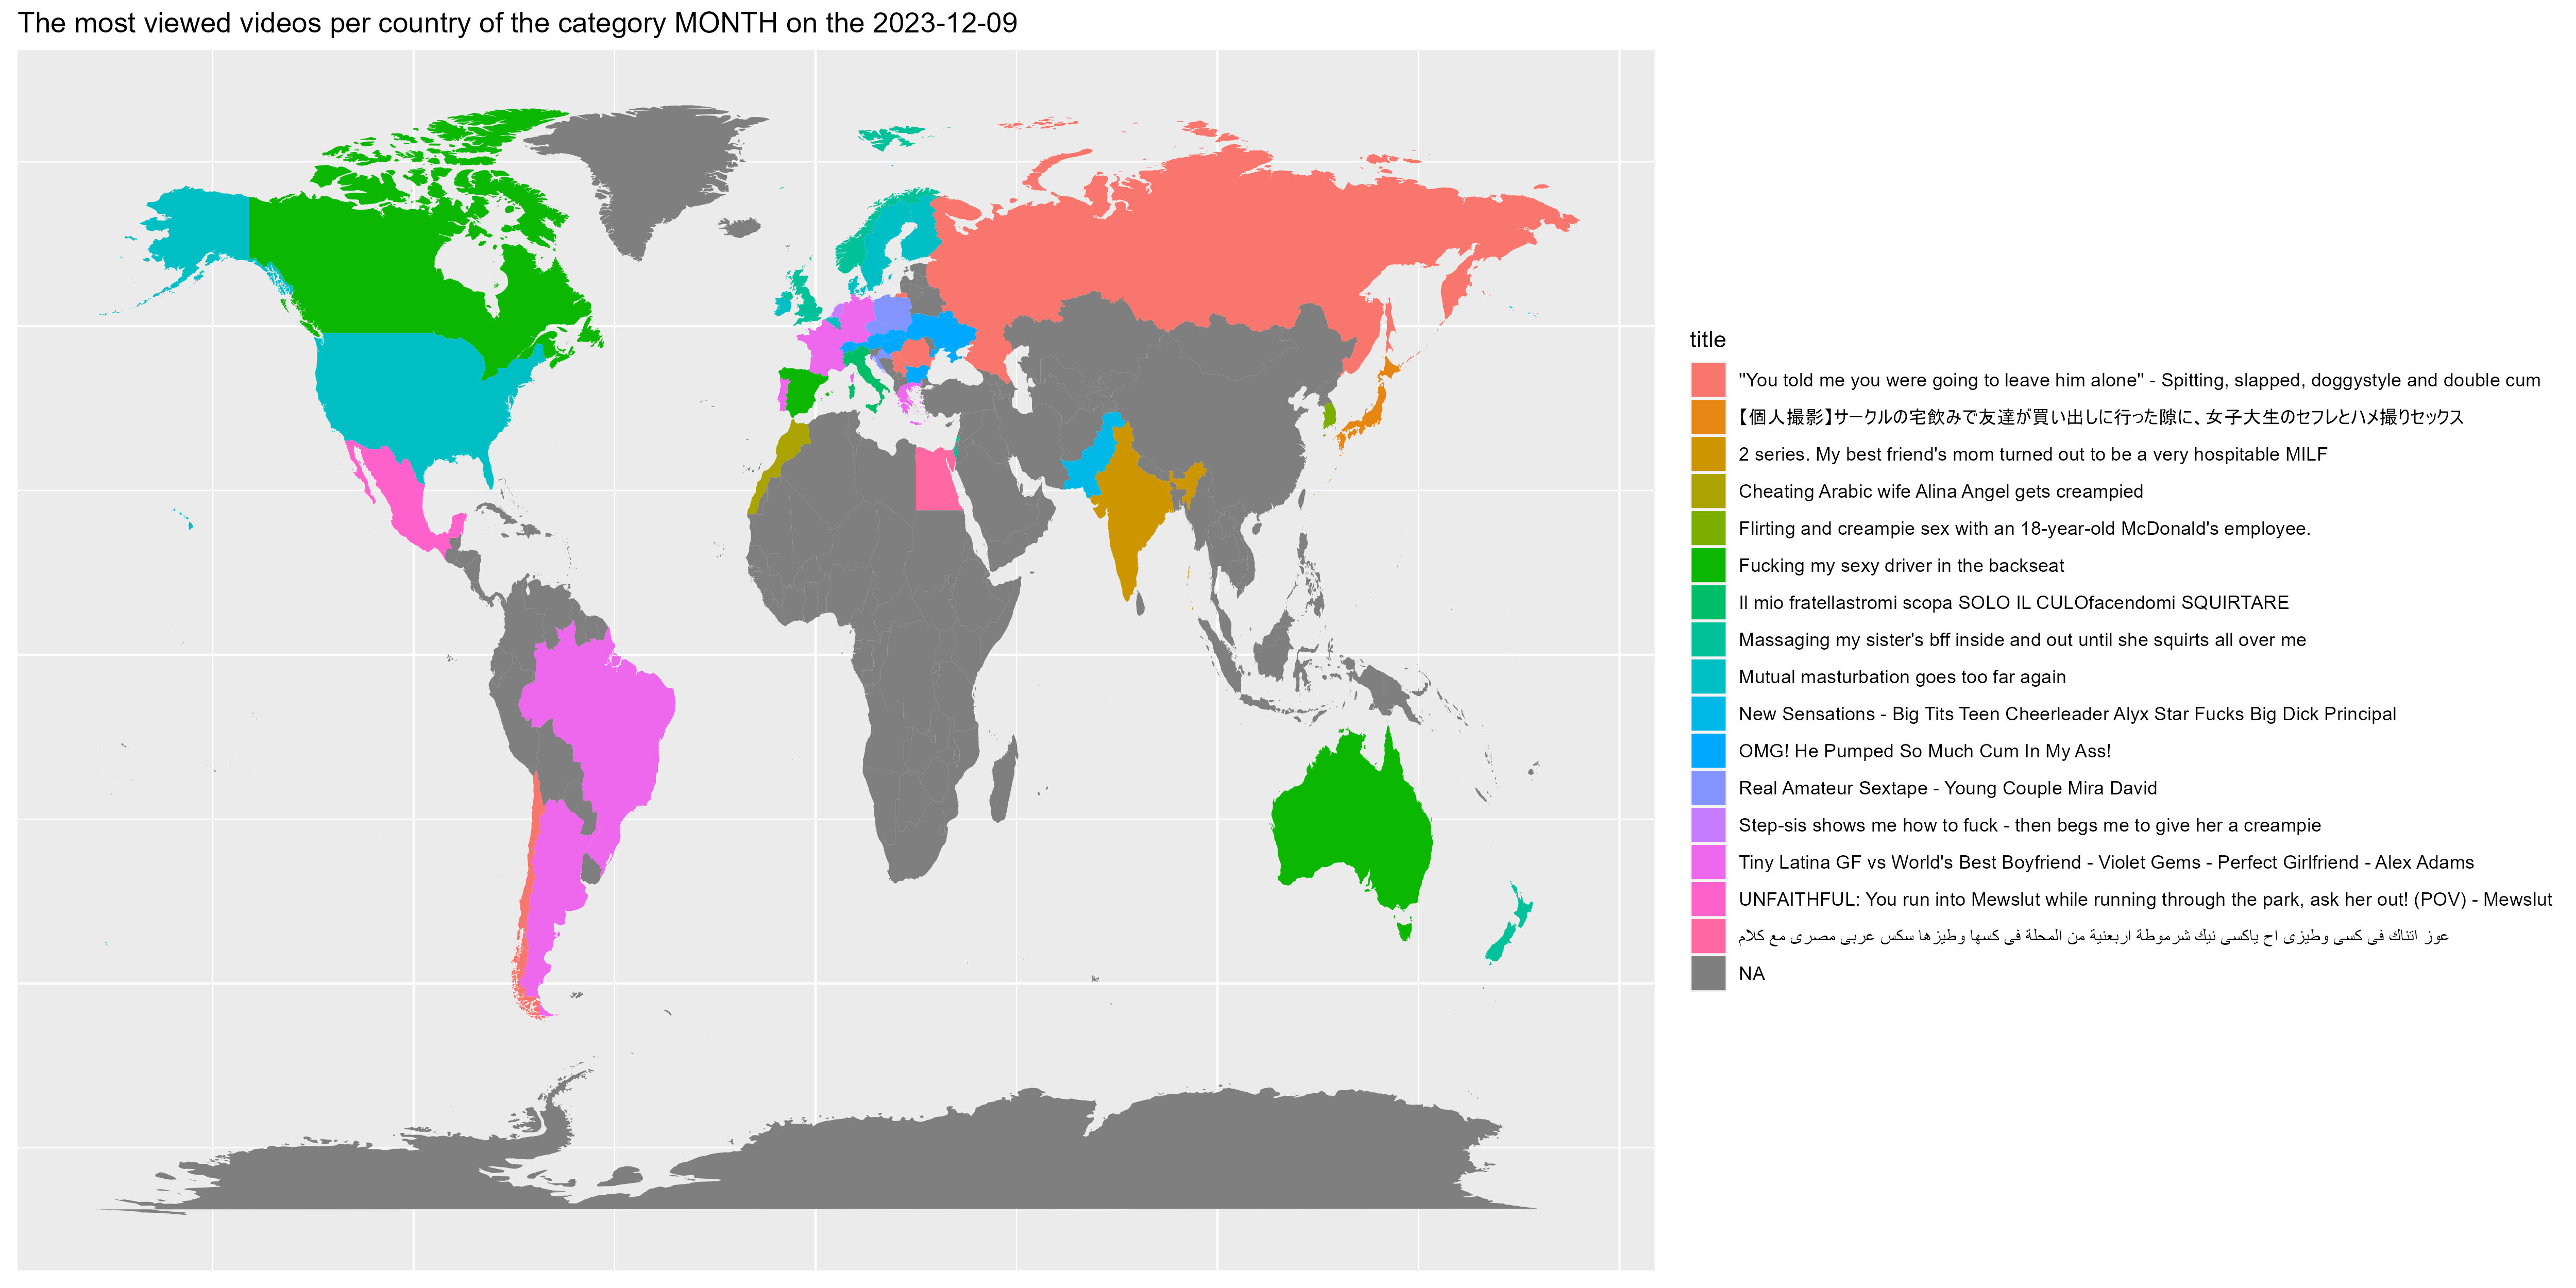 The most viewed videos per country of the category MONTH on the 2023-12-09
title
"You told me you were going to leave him alone" - Spitting, slapped, doggystyle and double cum
【個人撮影】サークルの宅飲みで友達が買い出しに行った隙に、女子大生のセフレとハメ撮りセックス
2 series. My best friend's mom turned out to be a very hospitable MILF
Cheating Arabic wife Alina Angel gets creampied
Flirting and creampie sex with an 18-year-old McDonald's employee.
Fucking my sexy driver in the backseat
Il mio fratellastromi scopa SOLO IL CULOfacendomi SQUIRTARE
Massaging my sister's bff inside and out until she squirts all over me
Mutual masturbation goes too far again
New Sensations - Big Tits Teen Cheerleader Alyx Star Fucks Big Dick Principal
OMG! He Pumped So Much Cum In My Ass!
Real Amateur Sextape - Young Couple Mira David
Step-sis shows me how to fuck - then begs me to give her a creampie
Tiny Latina GF vs World's Best Boyfriend - Violet Gems - Perfect Girlfriend - Alex Adams
UNFAITHFUL: You run into Mewslut while running through the park, ask her out! (POV) - Mewslut
عوز اتناك فى كسى وطيزى اح ياكسى نيك شرموطة اربعنية من المحلة فى كسها وطيزها سكس عربى مصرى مع كلام
NA